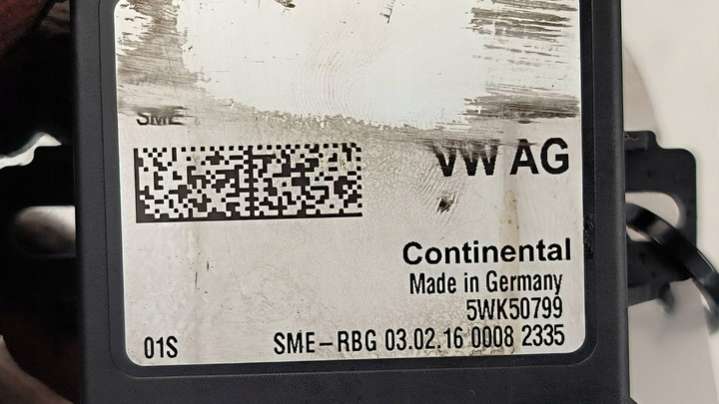 SME
VW AG
Continental
Made in Germany
5WK50799
01S SME-RBG 03.02.16 0008 2335